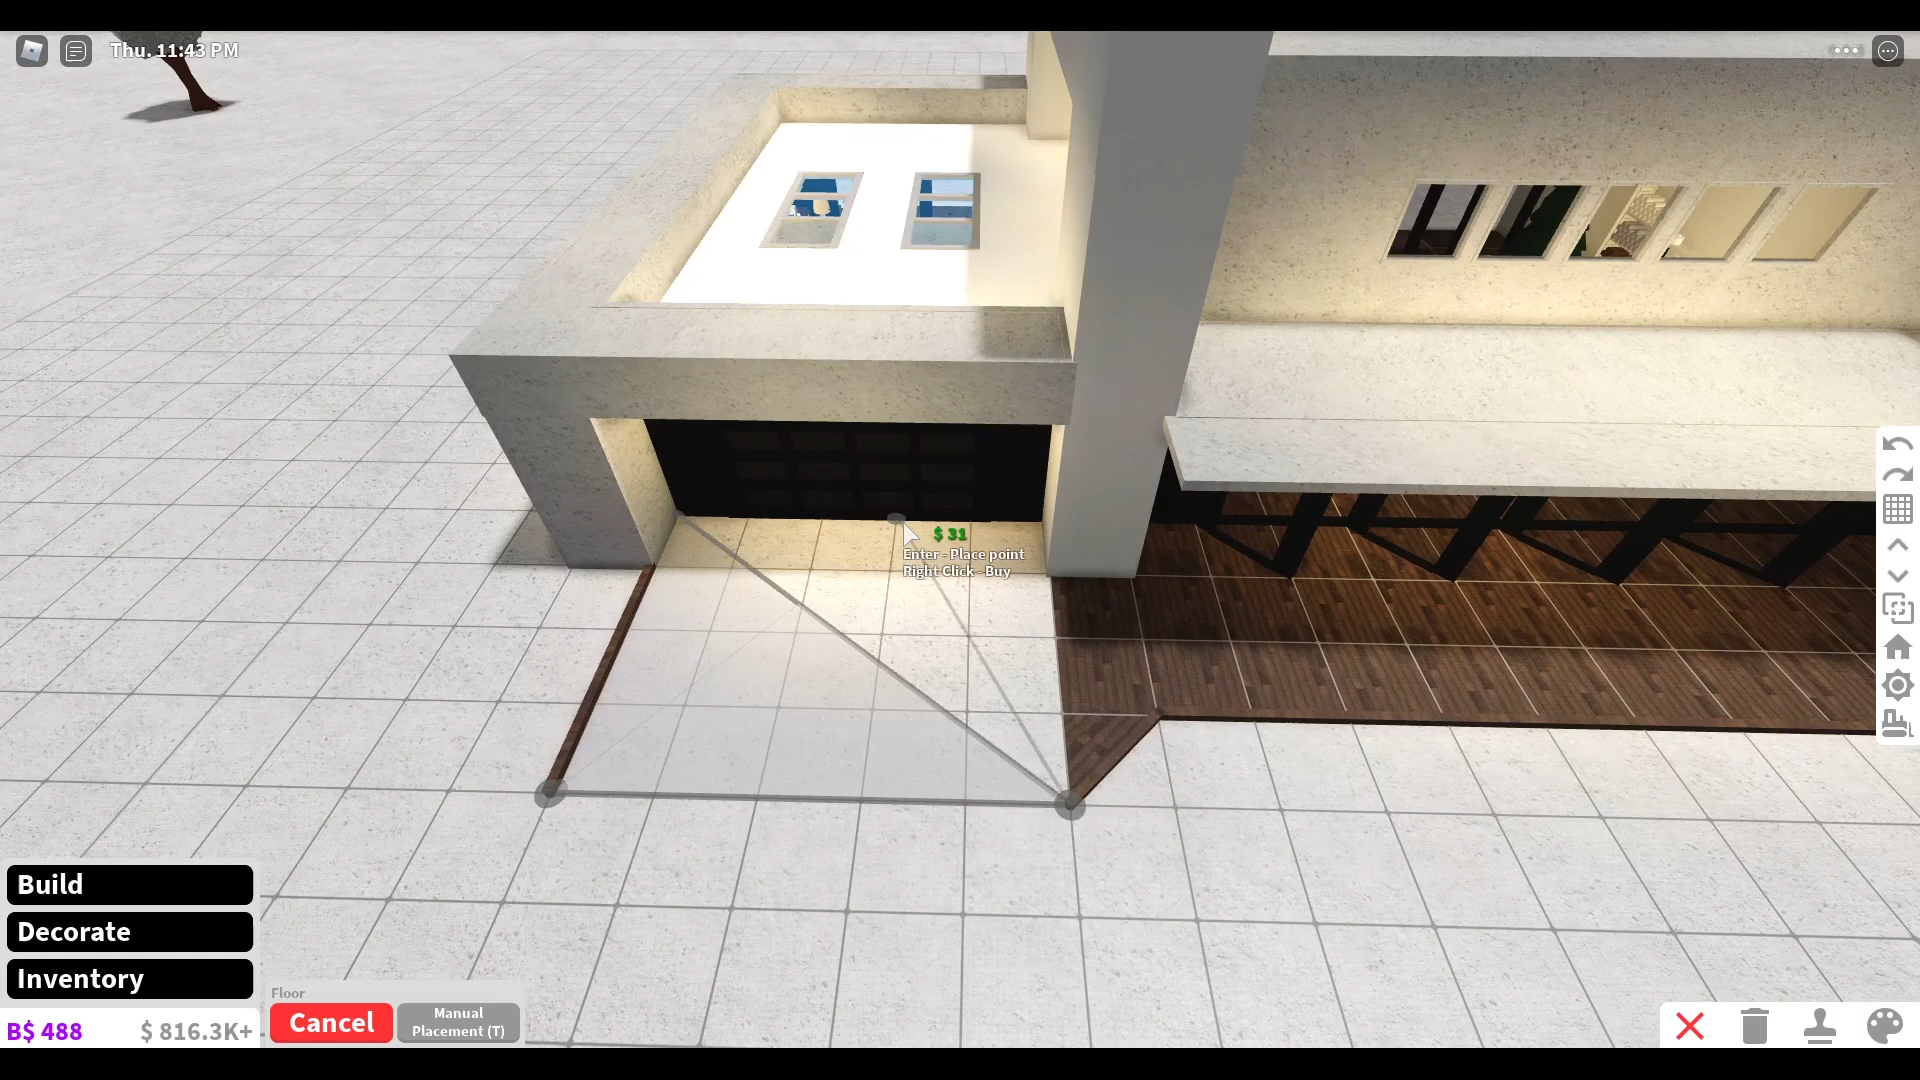 Thu. 11:43 PM
$ 31
Enter - Place point
Right Click - Buy
Build
Decorate
Inventory
B$ 488
$ 816.3K+
Floor
Cancel
Manual
Placement (T)